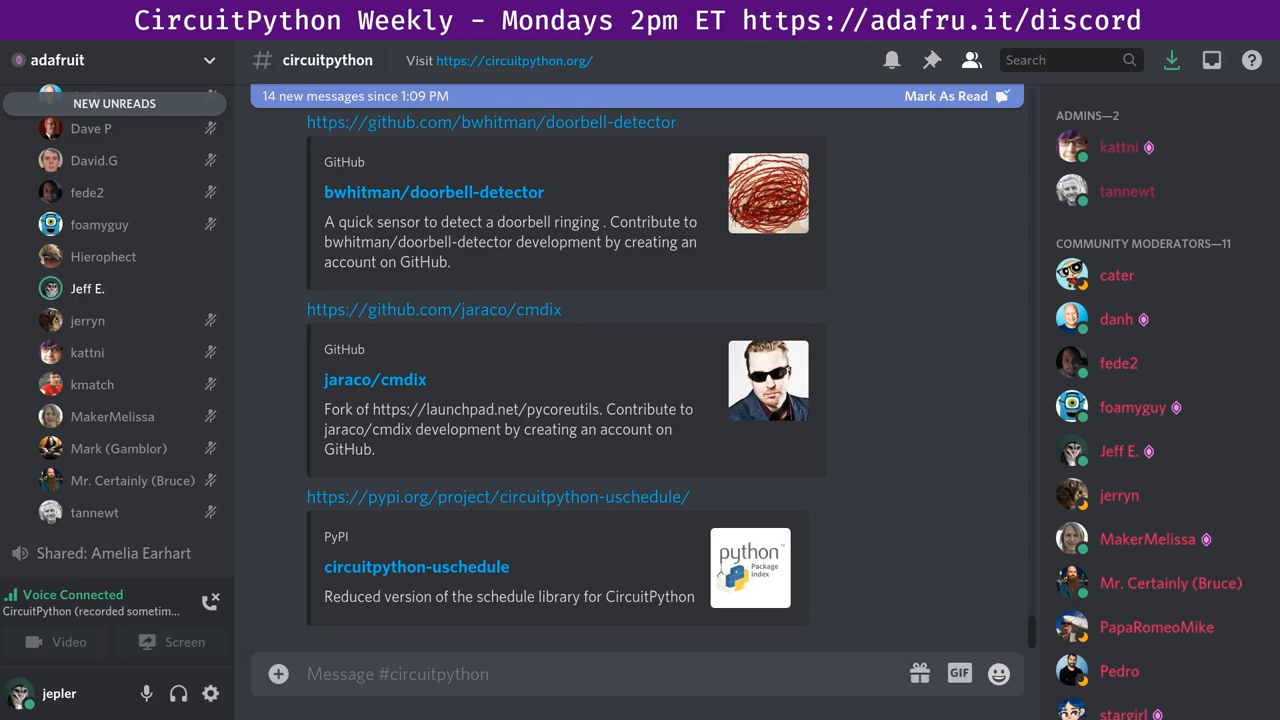 CircuitPython Weekly - Mondays 2pm ET https://adafru.it/discord
adafruit
NEW UNREADS
Dave P
David.G
fede2
foamyguy
Hierophect
Jeff E.
jerryn
kattni
kmatch
MakerMelissa
Mark (Gamblor)
Mr. Certainly (Bruce)
tannewt
Shared: Amelia Earhart
Voice Connected
CircuitPython (recorded sometim...
Video
Screen
jepler
# circuitpython
Visit https://circuitpython.org/
Search
14 new messages since 1:09 PM
Mark As Read
https://github.com/bwhitman/doorbell-detector
GitHub
bwhitman/doorbell-detector
A quick sensor to detect a doorbell ringing . Contribute to
bwhitman/doorbell-detector development by creating an
account on GitHub.
https://github.com/jaraco/cmdix
GitHub
jaraco/cmdix
Fork of https://launchpad.net/pycoreutils. Contribute to
jaraco/cmdix development by creating an account on
GitHub.
https://pypi.org/project/circuitpython-uschedule/
PyPI
circuitpython-uschedule
Reduced version of the schedule library for CircuitPython
python™
Package
Index
Message #circuitpython
GIF
ADMINS—2
kattni
tannewt
COMMUNITY MODERATORS—11
cater
danh
fede2
foamyguy
Jeff E.
jerryn
MakerMelissa
Mr. Certainly (Bruce)
PapaRomeoMike
Pedro
stargirl